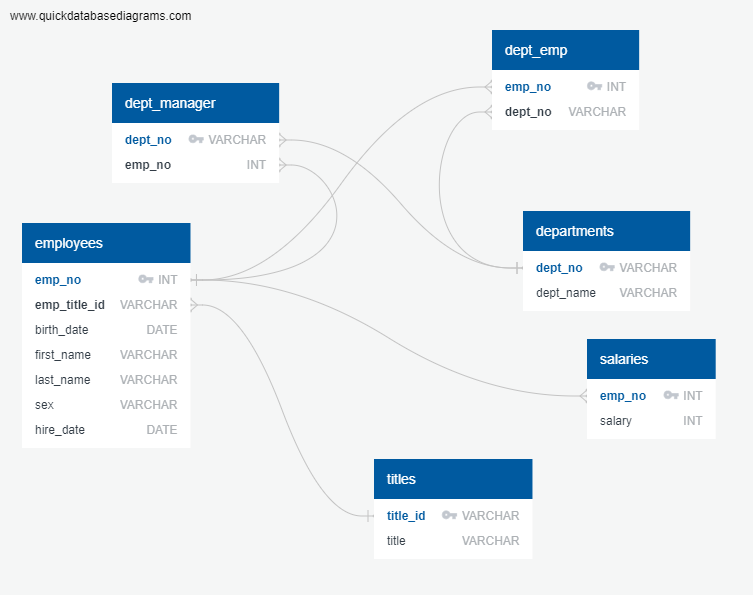 www.quickdatabasediagrams.com
dept_emp
emp_no INT
dept_no VARCHAR
dept_manager
dept_no VARCHAR
emp_no INT
employees
emp_no INT
emp_title_id VARCHAR
birth_date DATE
first_name VARCHAR
last_name VARCHAR
sex VARCHAR
hire_date DATE
departments
dept_no VARCHAR
dept_name VARCHAR
salaries
emp_no INT
salary INT
titles
title_id VARCHAR
title VARCHAR